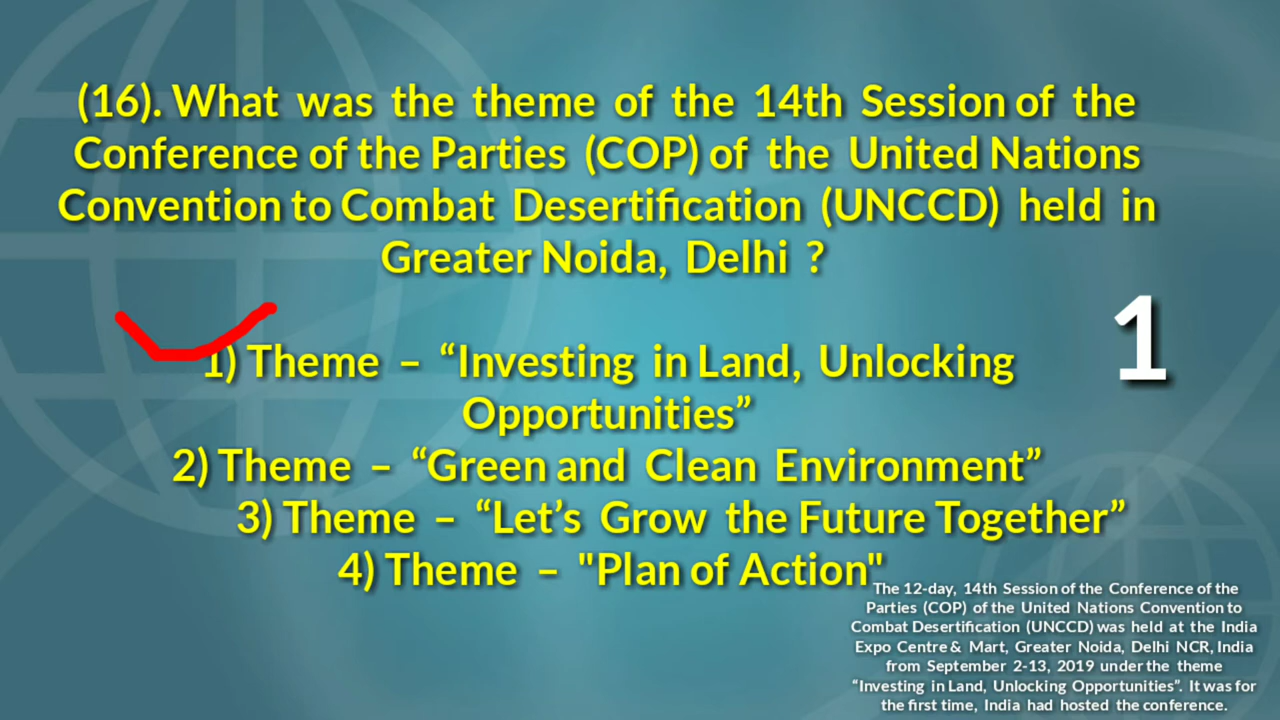 (16). What was the theme of the 14th Session of the
Conference of the Parties (COP) of the United Nations
Convention to Combat Desertification (UNCCD) held in
Greater Noida, Delhi ?
1
1) Theme – “Investing in Land, Unlocking
Opportunities”
2) Theme – “Green and Clean Environment”
3) Theme – “Let’s Grow the Future Together”
4) Theme – "Plan of Action"
The 12-day, 14th Session of the Conference of the
Parties (COP) of the United Nations Convention to
Combat Desertification (UNCCD) was held at the India
Expo Centre & Mart, Greater Noida, Delhi NCR, India
from September 2-13, 2019 under the theme
“Investing in Land, Unlocking Opportunities”. It was for
the first time, India had hosted the conference.